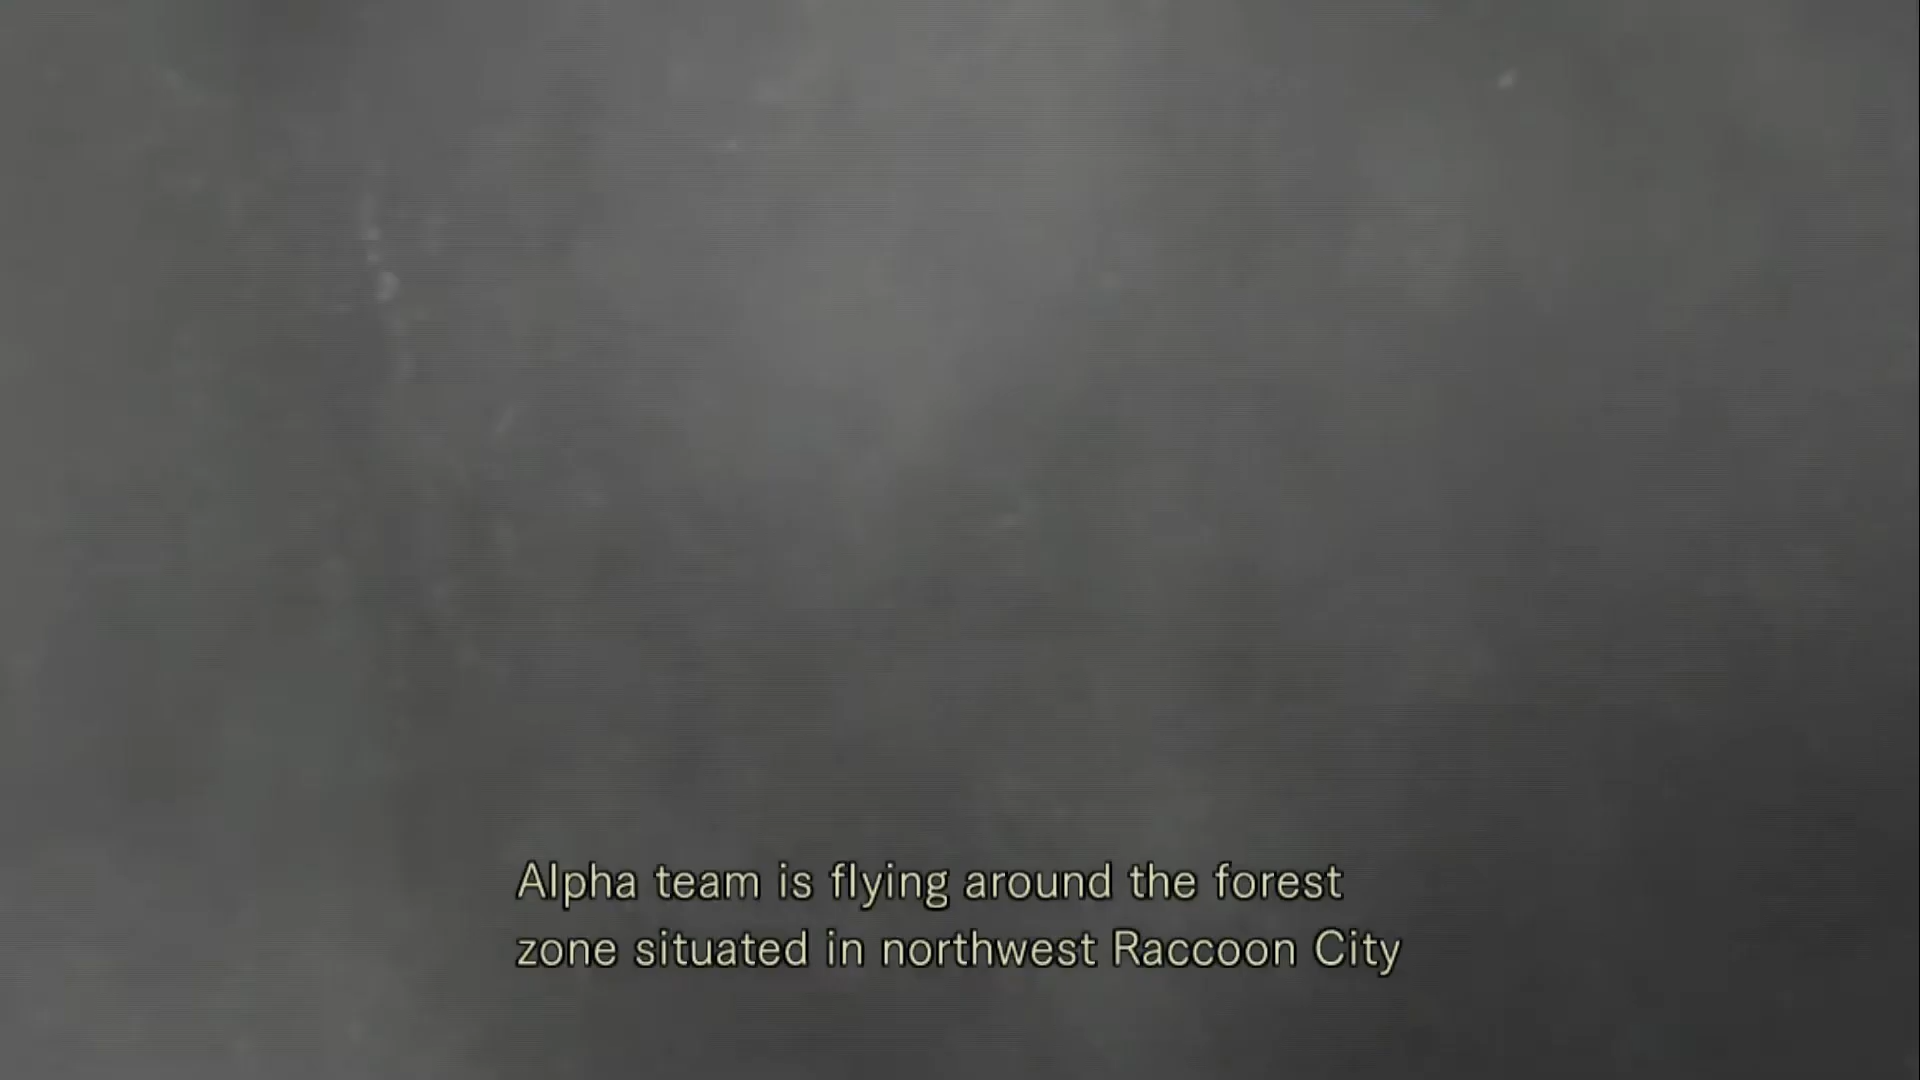 Alpha team is flying around the forest
zone situated in northwest Raccoon City